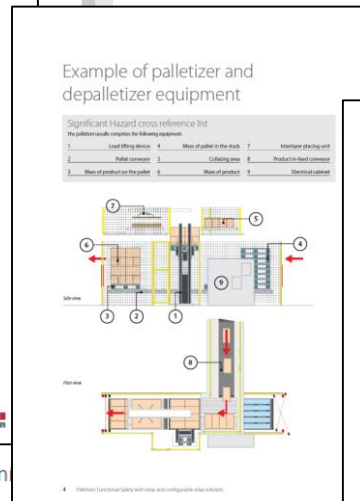 Example of palletizer and
depalletizer equipment
Significant Hazard cross reference list
The palletizer usually comprises the following equipment:
1 Load lifting device 4 Mass of pallet in the stack 7 Interlayer placing unit
2 Pallet conveyor 5 Collating area 8 Product in-feed conveyor
3 Mass of product on the pallet 6 Mass of product 9 Electrical cabinet
7
5
6
4
9
3
2
1
Side view
8
Plan view
4 Palletizer Functional Safety with relay and configurable relay solution